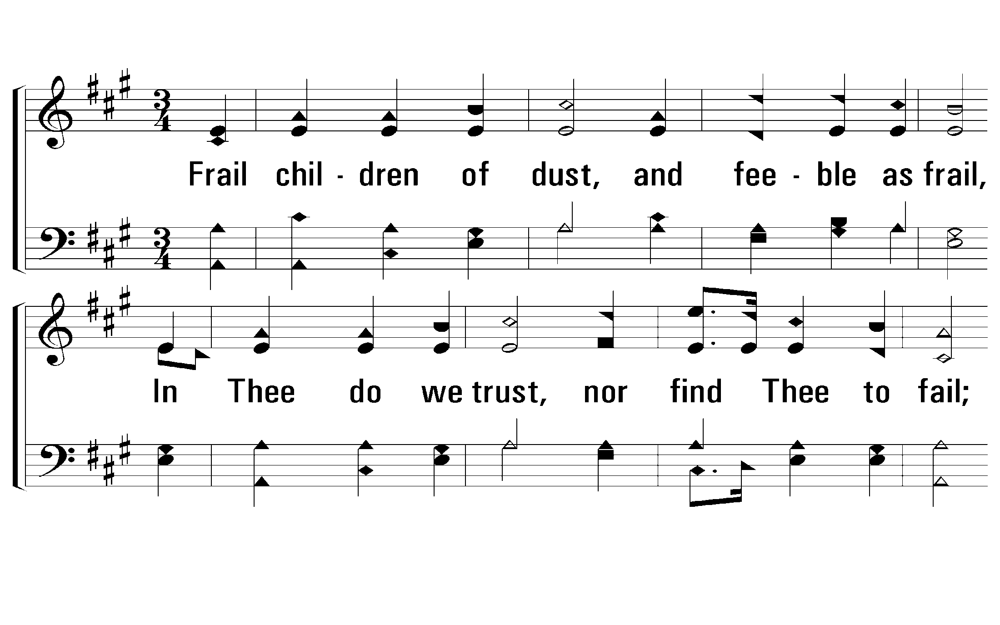 Frail chil - dren of dust, and fee - ble as frail,
In Thee do we trust, nor find Thee to fail;